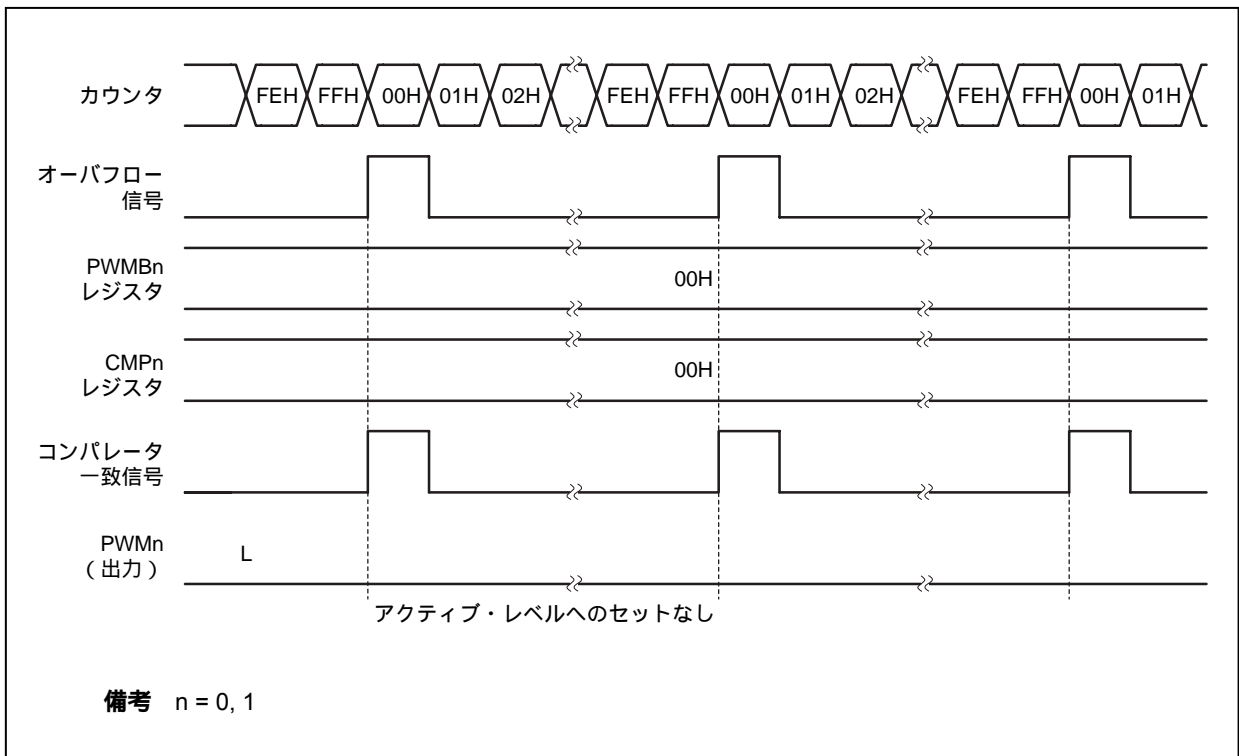 カウンタ FEH FFH 00H 01H 02H FEH FFH 00H 01H 02H FEH FFH 00H 01H
オーバフロー
信号
PWMBn
レジスタ
00H
CMPn
レジスタ
00H
コンパレータ
一致信号
PWMn
(出力)
L
アクティブ・レベルへのセットなし
備考 n = 0, 1